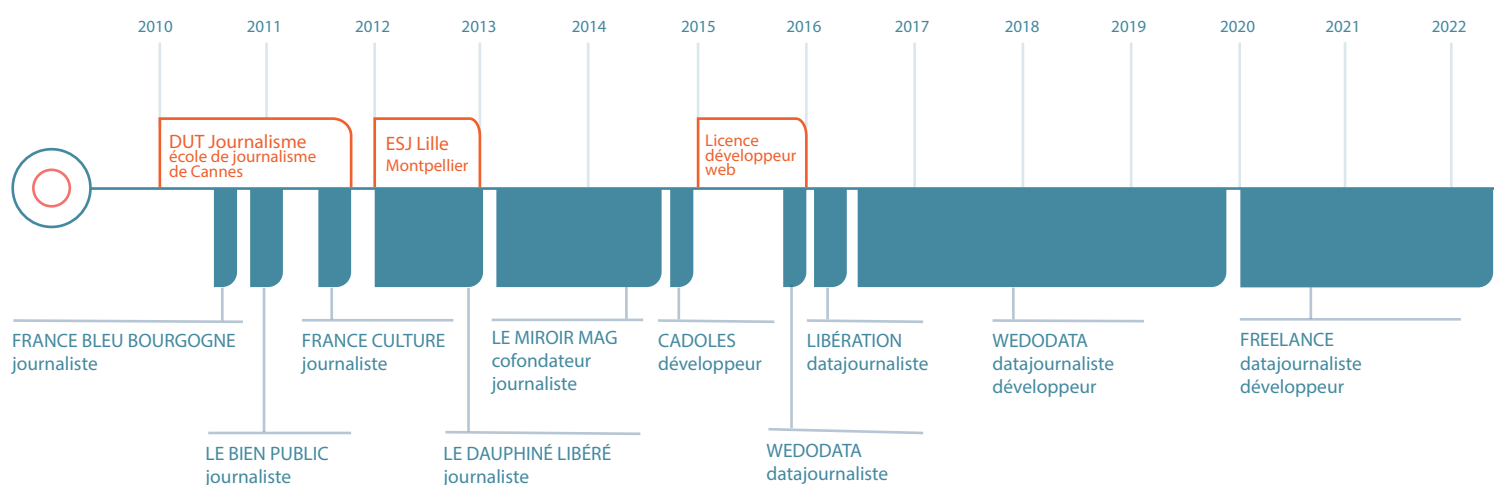 2010
2011
2012
2013
2014
2015
2016
2017
2018
2019
2020
2021
2022
DUT Journalisme
école de journalisme
de Cannes
ESJ Lille
Montpellier
Licence
développeur
web
FRANCE BLEU BOURGOGNE
journaliste
FRANCE CULTURE
journaliste
LE MIROIR MAG
cofondateur
journaliste
CADOLES
développeur
LIBÉRATION
datajournaliste
WEDODATA
datajournaliste
développeur
FREELANCE
datajournaliste
développeur
LE BIEN PUBLIC
journaliste
LE DAUPHINÉ LIBÉRÉ
journaliste
WEDODATA
datajournaliste